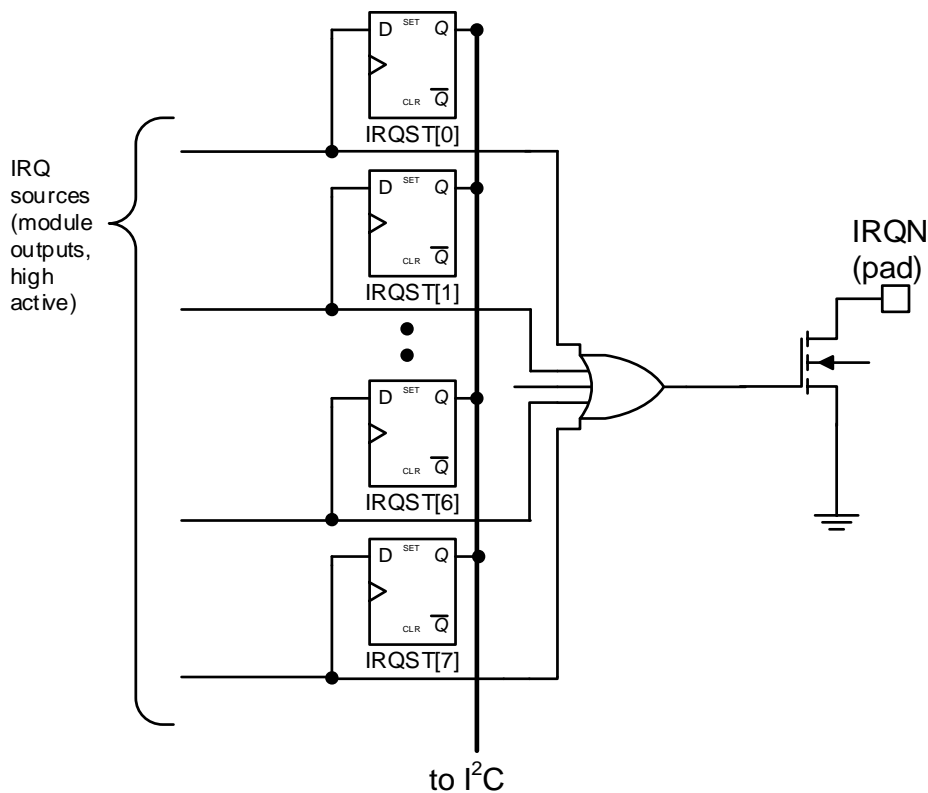 D SET Q
CLR Q
IRQST[0]
IRQ
sources
(module
outputs,
high
active)
D SET Q
CLR Q
IRQST[1]
IRQN
(pad)
D SET Q
CLR Q
IRQST[6]
D SET Q
CLR Q
IRQST[7]
to I²C